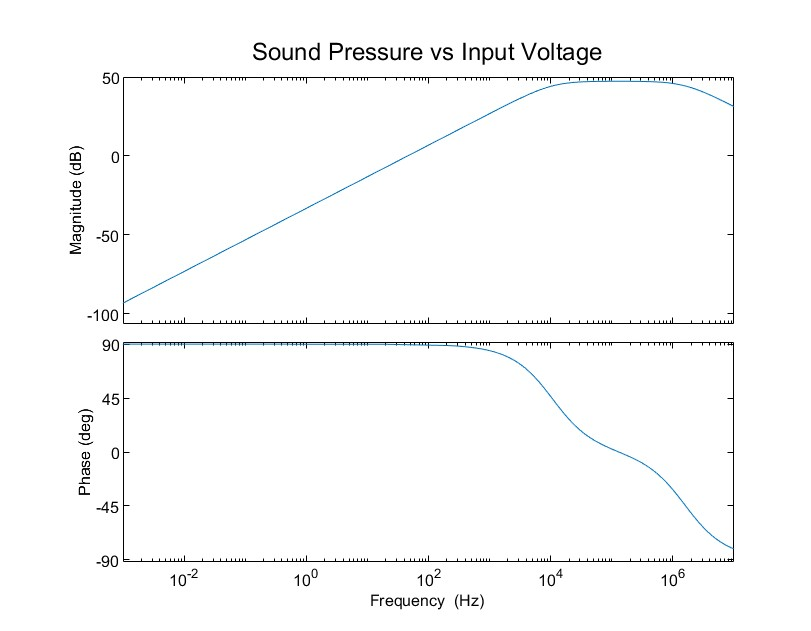 Sound Pressure vs Input Voltage
50
0
-50
-100
Magnitude (dB)
90
45
0
-45
-90
Phase (deg)
10^-2 10^0 10^2 10^4 10^6
Frequency (Hz)